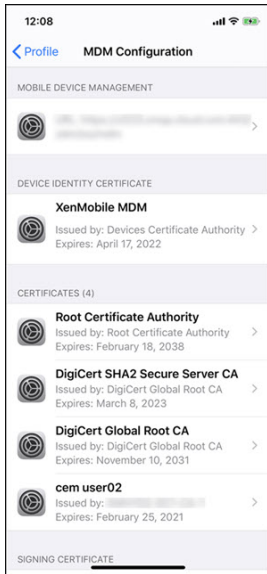 12:08
Profile
MDM Configuration
MOBILE DEVICE MANAGEMENT
DEVICE IDENTITY CERTIFICATE
XenMobile MDM
Issued by: Devices Certificate Authority
Expires: April 17, 2022
CERTIFICATES (4)
Root Certificate Authority
Issued by: Root Certificate Authority
Expires: February 18, 2038
DigiCert SHA2 Secure Server CA
Issued by: DigiCert Global Root CA
Expires: March 8, 2023
DigiCert Global Root CA
Issued by: DigiCert Global Root CA
Expires: November 10, 2031
cem user02
Issued by:
Expires: February 25, 2021
SIGNING CERTIFICATE